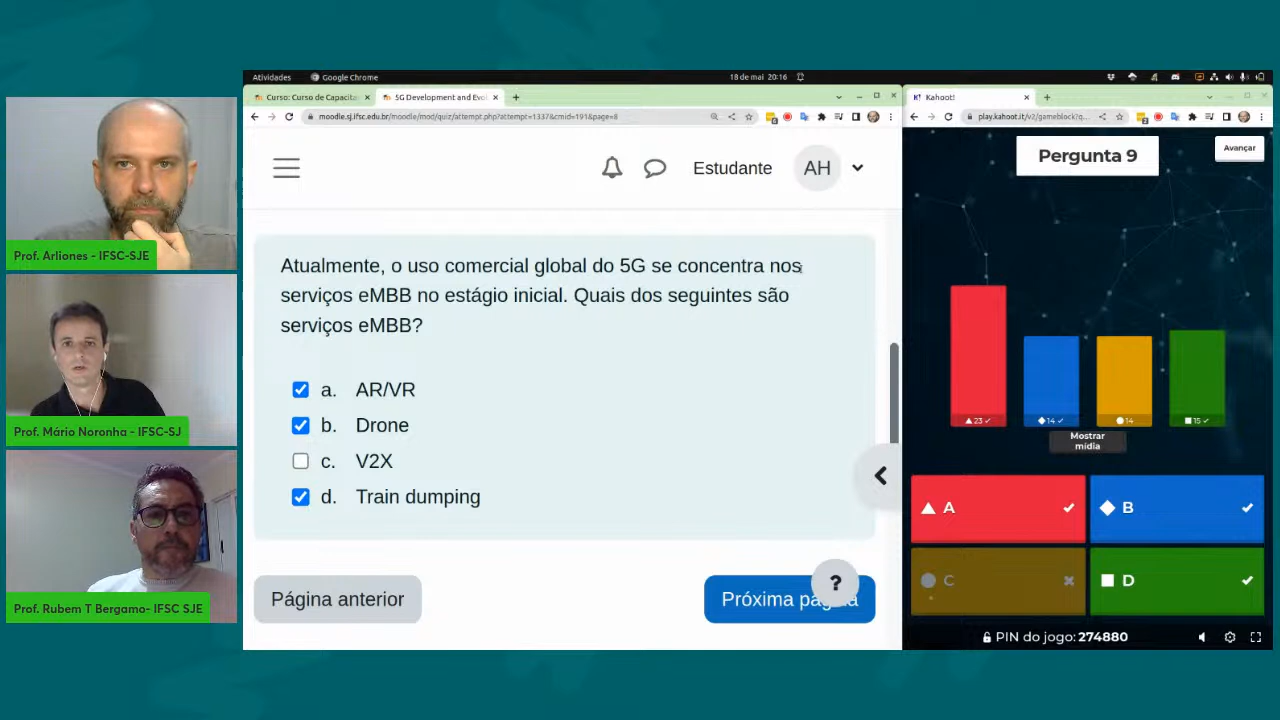 Prof. Arliones - IFSC-SJE
Prof. Mário Noronha - IFSC-SJ
Prof. Rubem T Bergamo- IFSC SJE
Atividades
Google Chrome
18 de mai 20:16
Curso: Curso de Capacita
5G Development and Evo
moodle.sj.ifsc.edu.br/moodle/mod/quiz/attempt.php?attempt=1337&cmid=191&page=8
Estudante
AH
Atualmente, o uso comercial global do 5G se concentra nos
serviços eMBB no estágio inicial. Quais dos seguintes são
serviços eMBB?
a. AR/VR
b. Drone
c. V2X
d. Train dumping
Página anterior
Próxima pág
?
Kahoot!
play.kahoot.it/v2/gameblock?q...
Pergunta 9
Avançar
23
14
14
15
Mostrar
mídia
A
B
C
D
PIN do jogo: 274880